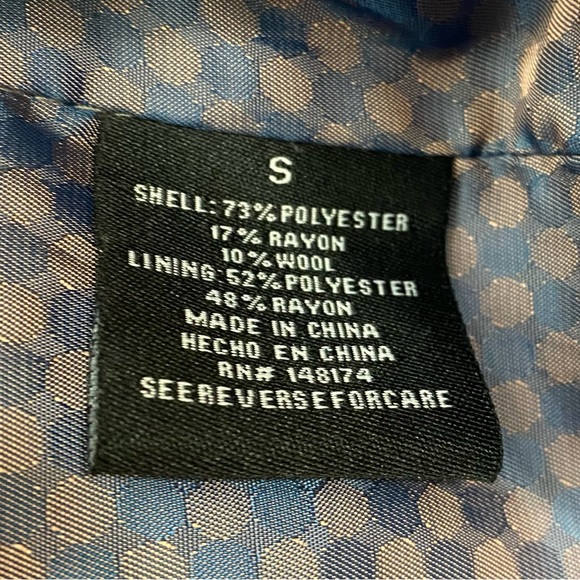 S
SHELL: 73% POLYESTER
17% RAYON
10% WOOL
LINING: 52% POLYESTER
48% RAYON
MADE IN CHINA
HECHO EN CHINA
RN# 148174
SEEREVERSEFORCARE